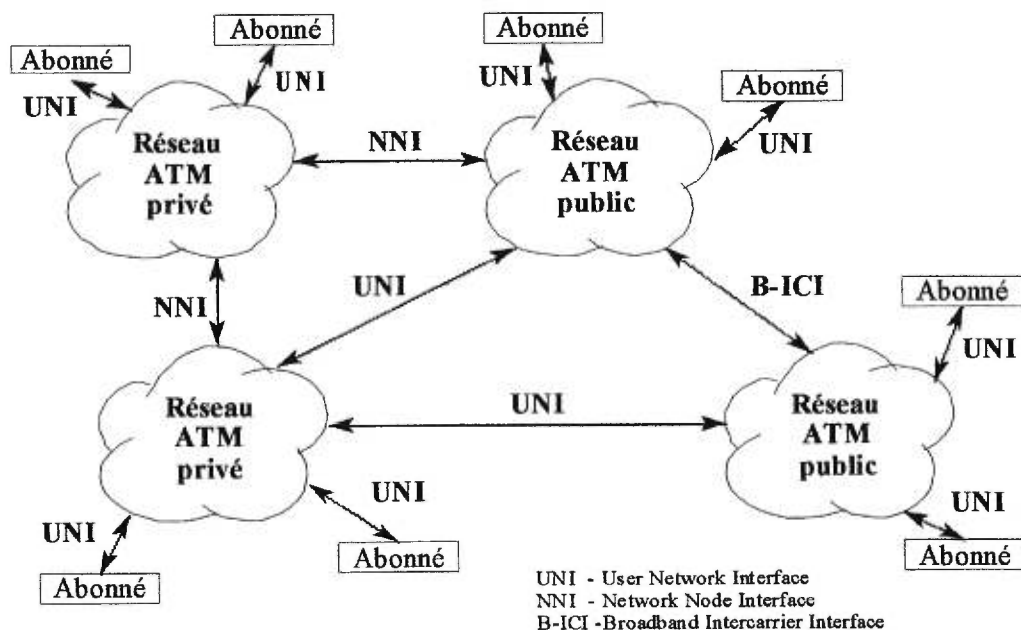 Abonné
Abonné
Abonné
Abonné
UNI
UNI
UNI
UNI
Réseau
ATM
privé
NNI
Réseau
ATM
public
NNI
UNI
B-ICI
Abonné
UNI
Réseau
ATM
privé
UNI
Réseau
ATM
public
UNI
UNI
UNI
Abonné
Abonné
Abonné
UNI - User Network Interface
NNI - Network Node Interface
B-ICI -Broadband Intercarrier Interface